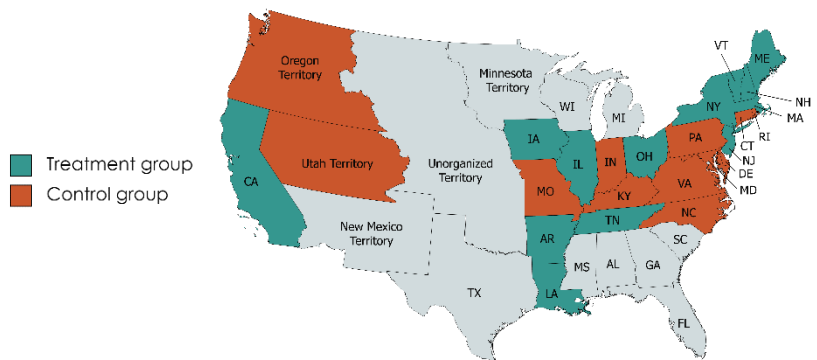 Oregon
Territory
Minnesota
Territory
VT
ME
WI
MI
NY
NH
MA
RI
CT
NJ
DE
MD
IA
PA
Treatment group
Control group
CA
Utah Territory
Unorganized
Territory
IL
IN
OH
MO
KY
VA
New Mexico
Territory
TN
NC
AR
SC
MS
AL
GA
TX
LA
FL